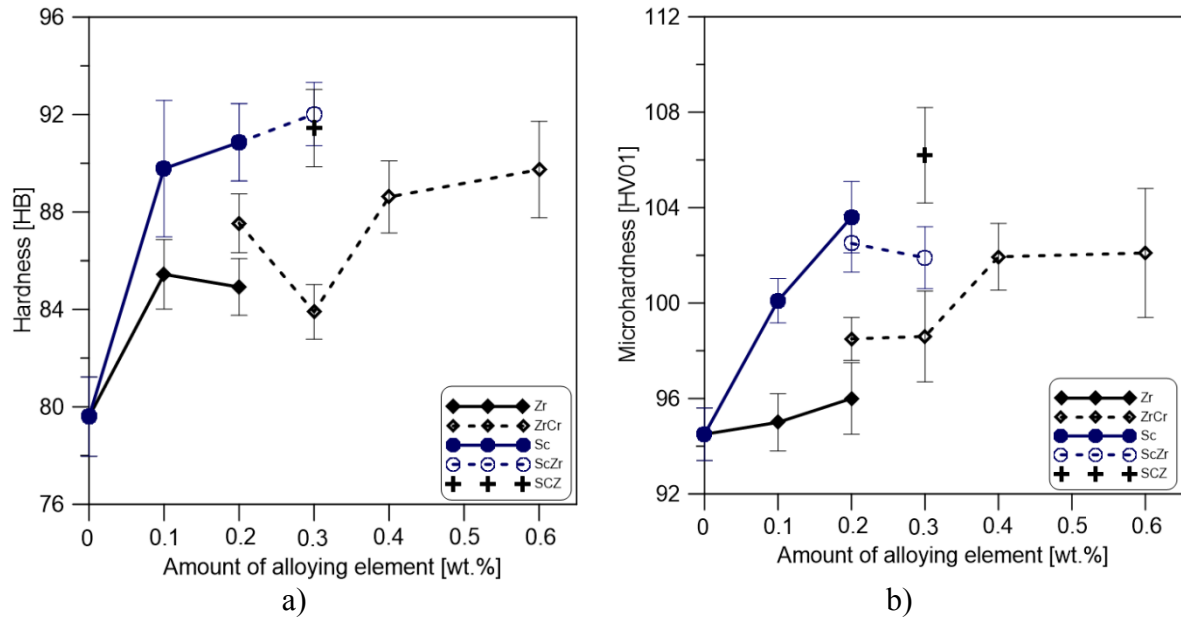 96
92
88
84
80
76
Hardness [HB]
0 0.1 0.2 0.3 0.4 0.5 0.6
Amount of alloying element [wt.%]
Zr
ZrCr
Sc
ScZr
SCZ
a)
112
108
104
100
96
92
Microhardness [HV01]
0 0.1 0.2 0.3 0.4 0.5 0.6
Amount of alloying element [wt.%]
Zr
ZrCr
Sc
ScZr
SCZ
b)